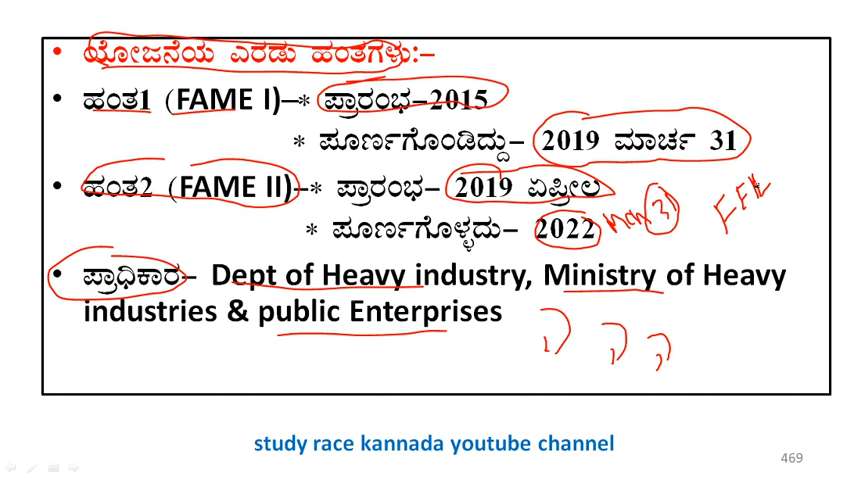 • ಯೋಜನೆಯ ಎರಡು ಹಂತಗಳು:–
• ಹಂತ1 (FAME I)–* ಪ್ರಾರಂಭ–2015
* ಪೂರ್ಣಗೊಂಡಿದ್ದು– 2019 ಮಾರ್ಚ 31
• ಹಂತ2 (FAME II)–* ಪ್ರಾರಂಭ– 2019 ಏಪ್ರೀಲ
* ಪೂರ್ಣಗೊಳ್ಳದು– 2022 31
• ಪ್ರಾಧಿಕಾರ– Dept of Heavy industry, Ministry of Heavy
industries & public Enterprises
study race kannada youtube channel
469